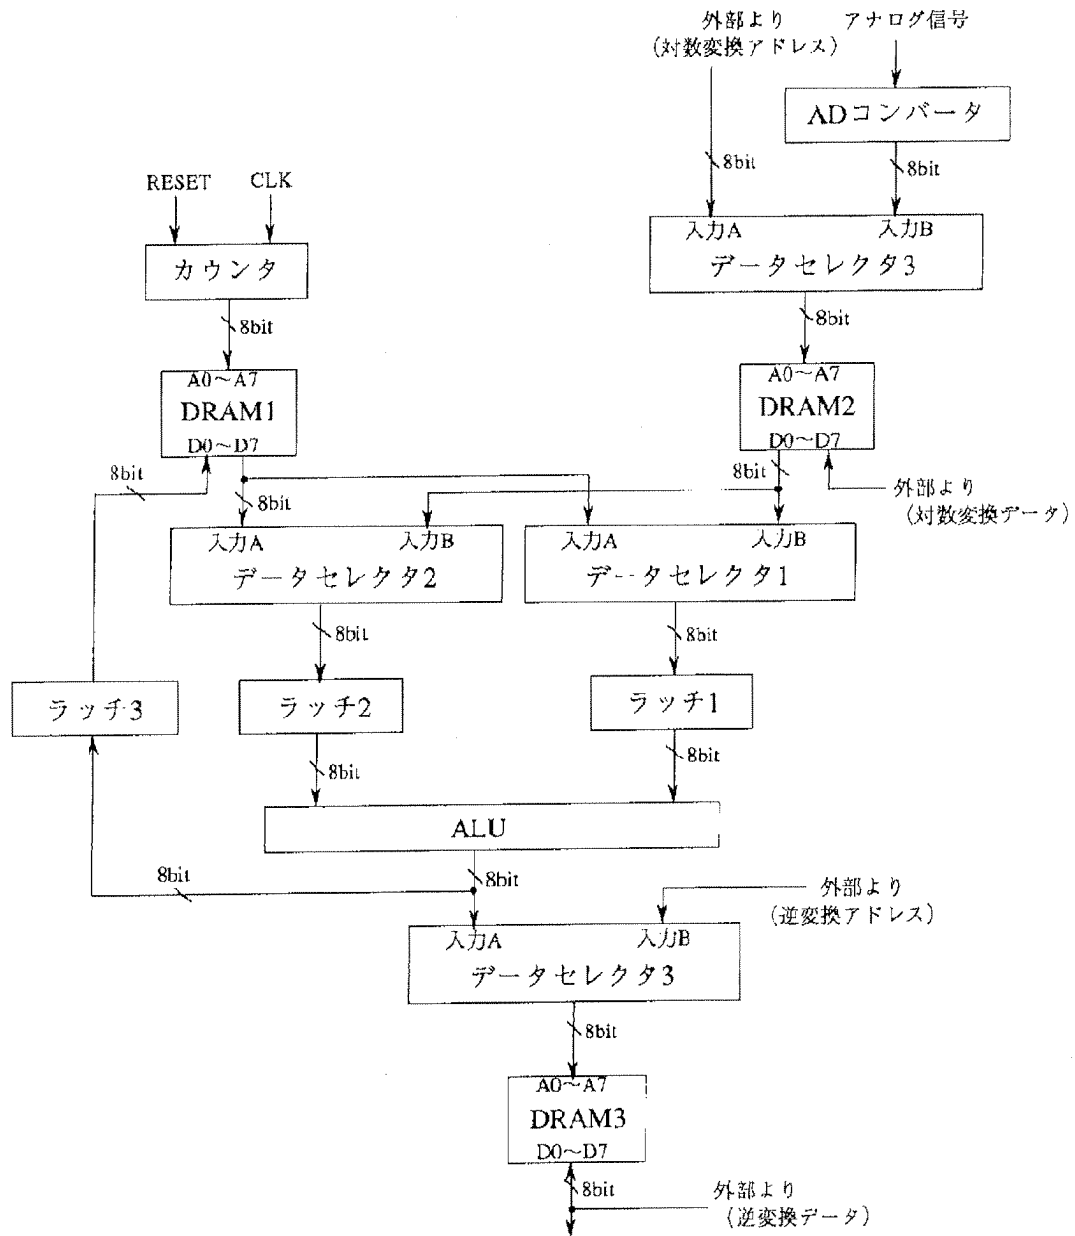 外部より
(対数変換アドレス)
アナログ信号
ADコンバータ
8bit
8bit
RESET
CLK
入力A
入力B
データセレクタ3
カウンタ
8bit
8bit
A0~A7
DRAM1
D0~D7
A0~A7
DRAM2
D0~D7
8bit
8bit
8bit
外部より
(対数変換データ)
入力A
入力B
データセレクタ2
入力A
入力B
データセレクタ1
8bit
8bit
ラッチ3
ラッチ2
ラッチ1
8bit
8bit
ALU
8bit
8bit
外部より
(逆変換アドレス)
入力A
入力B
データセレクタ3
8bit
A0~A7
DRAM3
D0~D7
8bit
外部より
(逆変換データ)